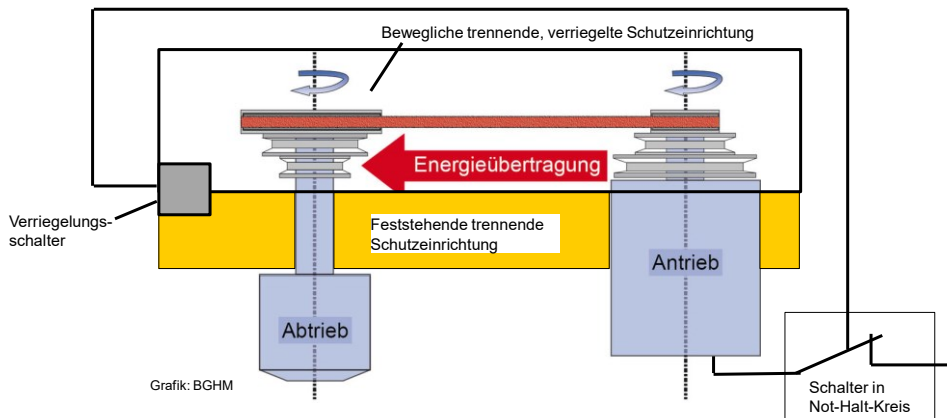 Bewegliche trennende, verriegelte Schutzeinrichtung
Energieübertragung
Verriegelungs-
schalter
Feststehende trennende
Schutzeinrichtung
Antrieb
Abtrieb
Grafik: BGHM
Schalter in
Not-Halt-Kreis